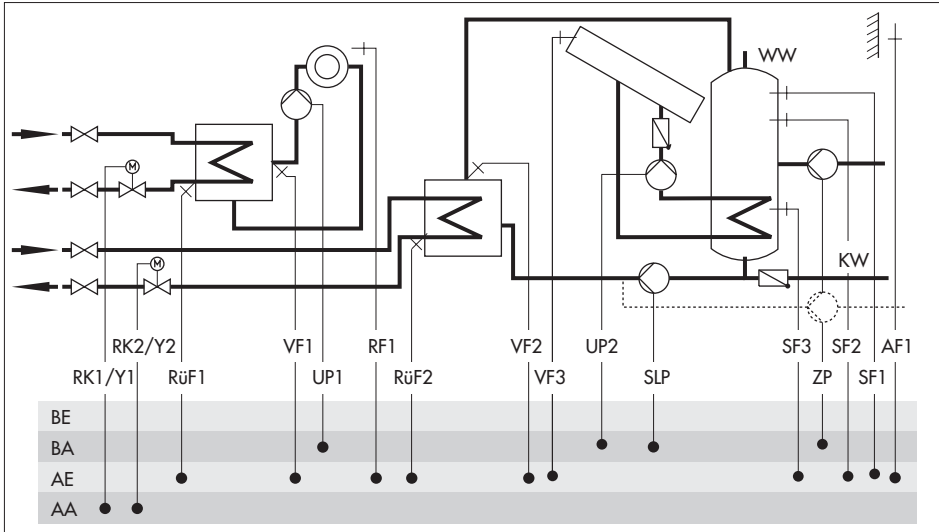 WW
M
KW
M
RK2/Y2 VF1 RF1 VF2 UP2 SF3 SF2 AF1
RK1/Y1 RüF1 UP1 RüF2 VF3 SLP ZP SF1
BE
BA
AE
AA